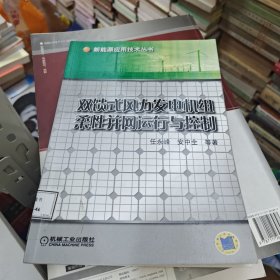 新能源应用技术丛书
双馈式风力发电机组
柔性并网运行与控制
任永峰 安中全 等著
机械工业出版社
CHINA MACHINE PRESS